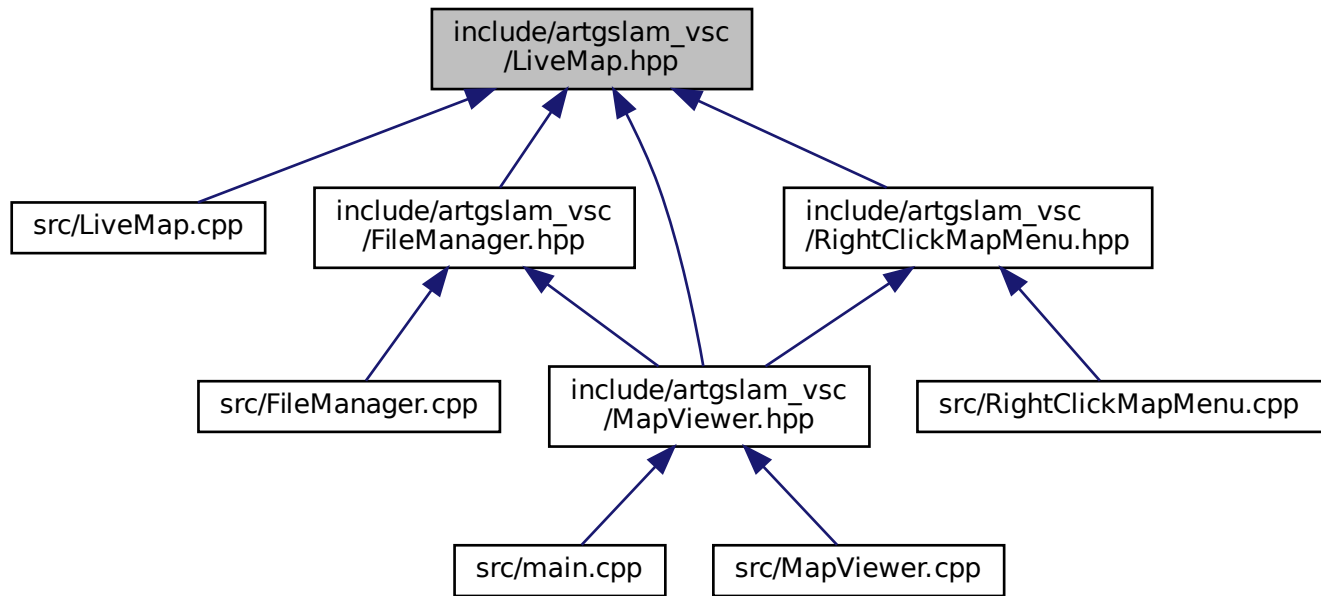 include/artgslam_vsc
/LiveMap.hpp
src/LiveMap.cpp
include/artgslam_vsc
/FileManager.hpp
include/artgslam_vsc
/RightClickMapMenu.hpp
src/FileManager.cpp
include/artgslam_vsc
/MapViewer.hpp
src/RightClickMapMenu.cpp
src/main.cpp
src/MapViewer.cpp